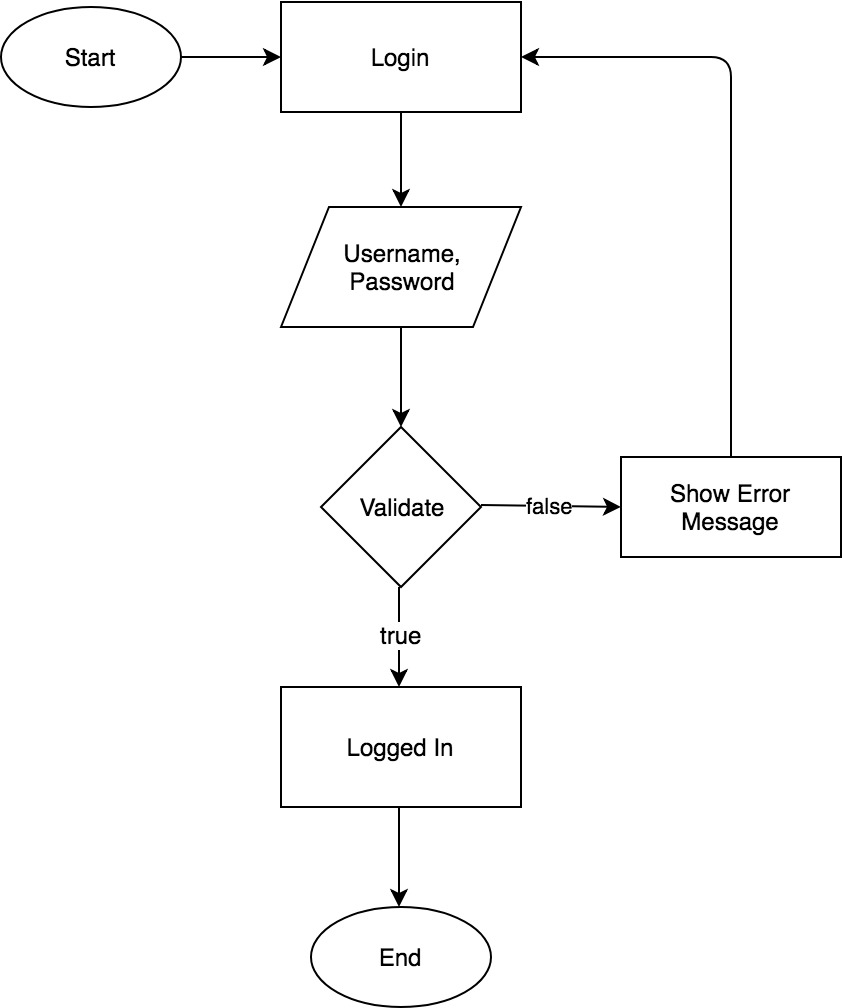 Start
Login
Username,
Password
Validate
false
Show Error
Message
true
Logged In
End